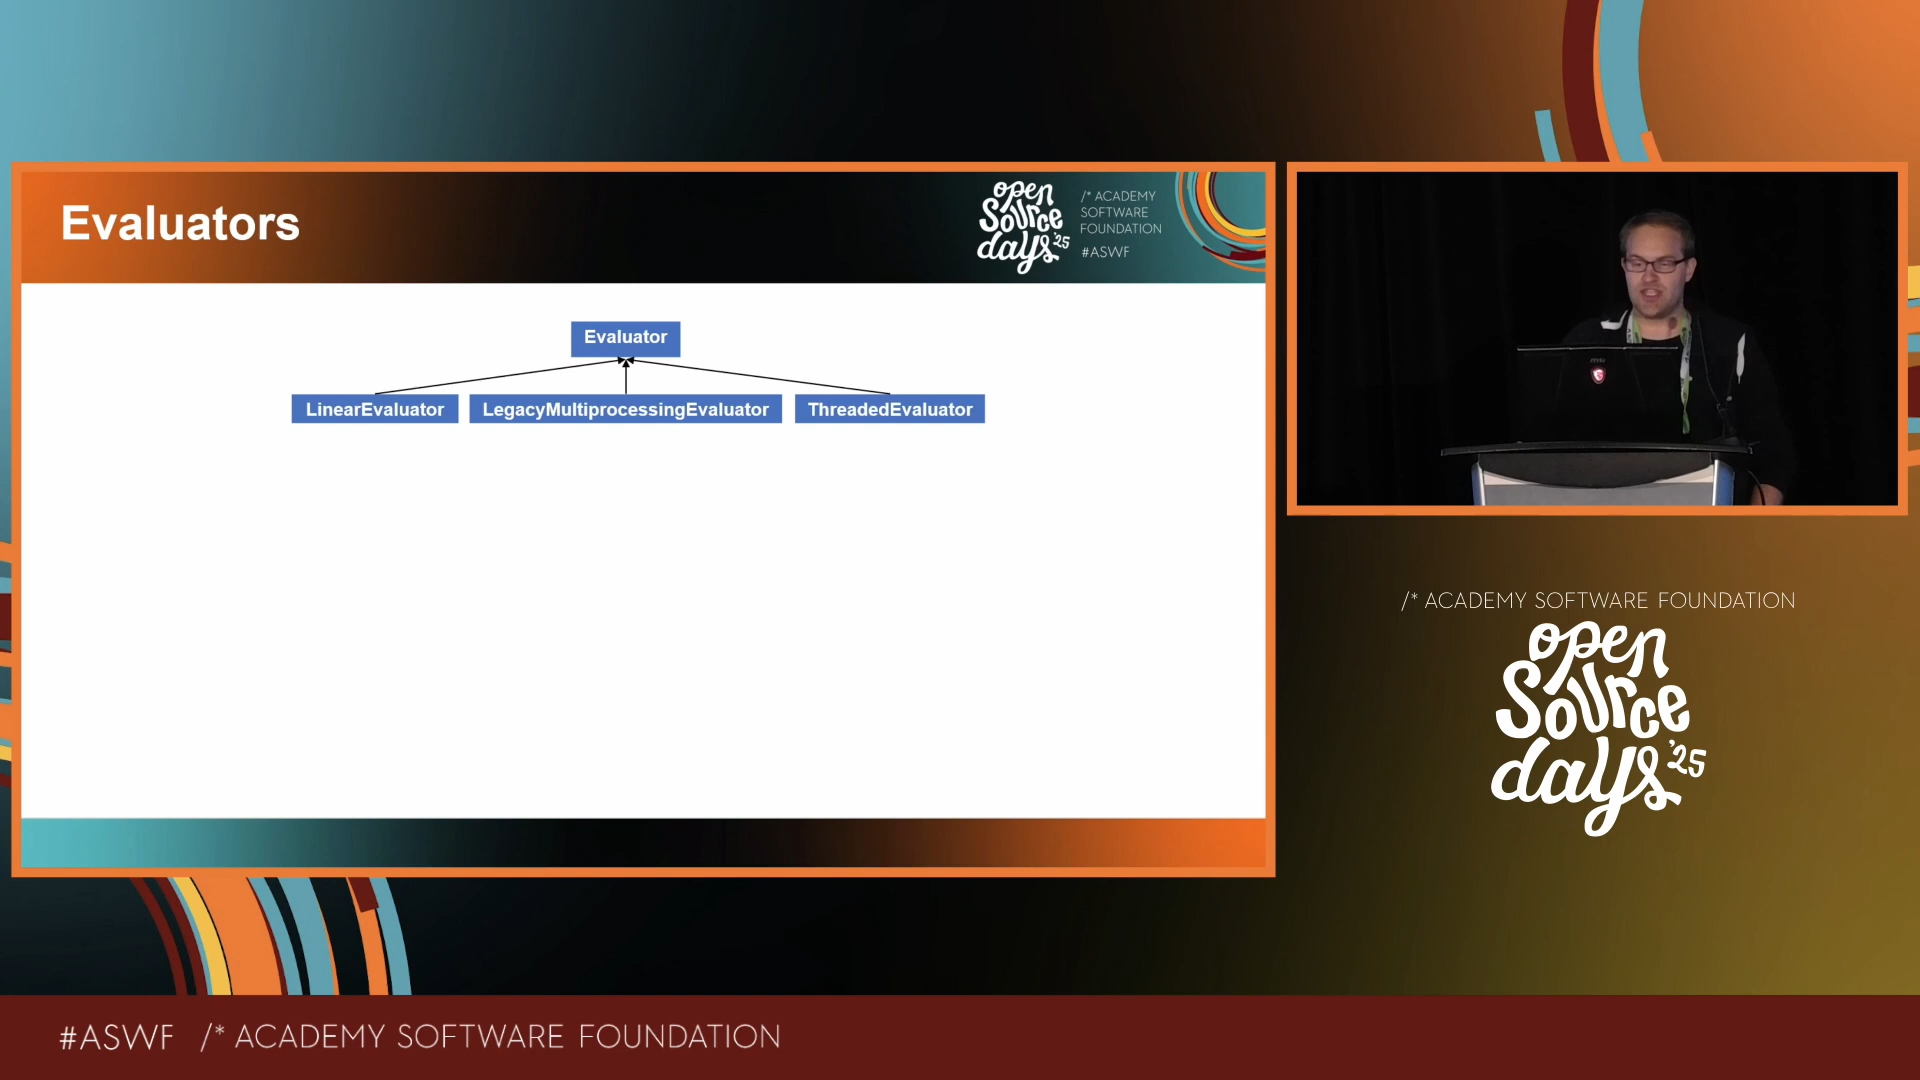 Evaluators
open
Source
days '25
/* ACADEMY
SOFTWARE
FOUNDATION
#ASWF
Evaluator
LinearEvaluator
LegacyMultiprocessingEvaluator
ThreadedEvaluator
/* ACADEMY SOFTWARE FOUNDATION
open
Source
days '25
#ASWF /* ACADEMY SOFTWARE FOUNDATION